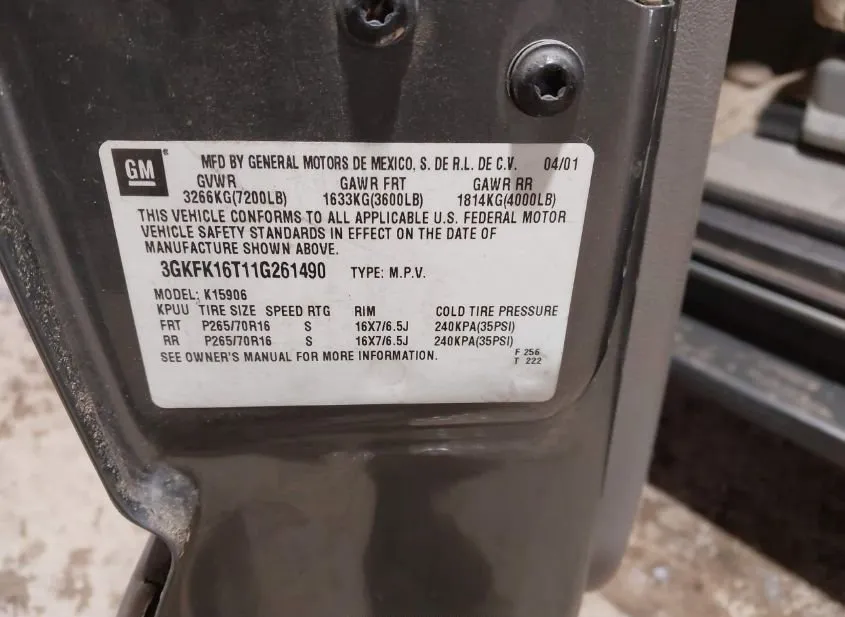 GM
MFD BY GENERAL MOTORS DE MEXICO, S. DE R.L. DE C.V. 04/01
GVWR GAWR FRT GAWR RR
3266KG(7200LB) 1633KG(3600LB) 1814KG(4000LB)
THIS VEHICLE CONFORMS TO ALL APPLICABLE U.S. FEDERAL MOTOR
VEHICLE SAFETY STANDARDS IN EFFECT ON THE DATE OF
MANUFACTURE SHOWN ABOVE.
3GKFK16T11G261490 TYPE: M.P.V.
MODEL: K15906
KPUU TIRE SIZE SPEED RTG RIM COLD TIRE PRESSURE
FRT P265/70R16 S 16X7/6.5J 240KPA(35PSI)
RR P265/70R16 S 16X7/6.5J 240KPA(35PSI)
SEE OWNER'S MANUAL FOR MORE INFORMATION. F 256
T 222